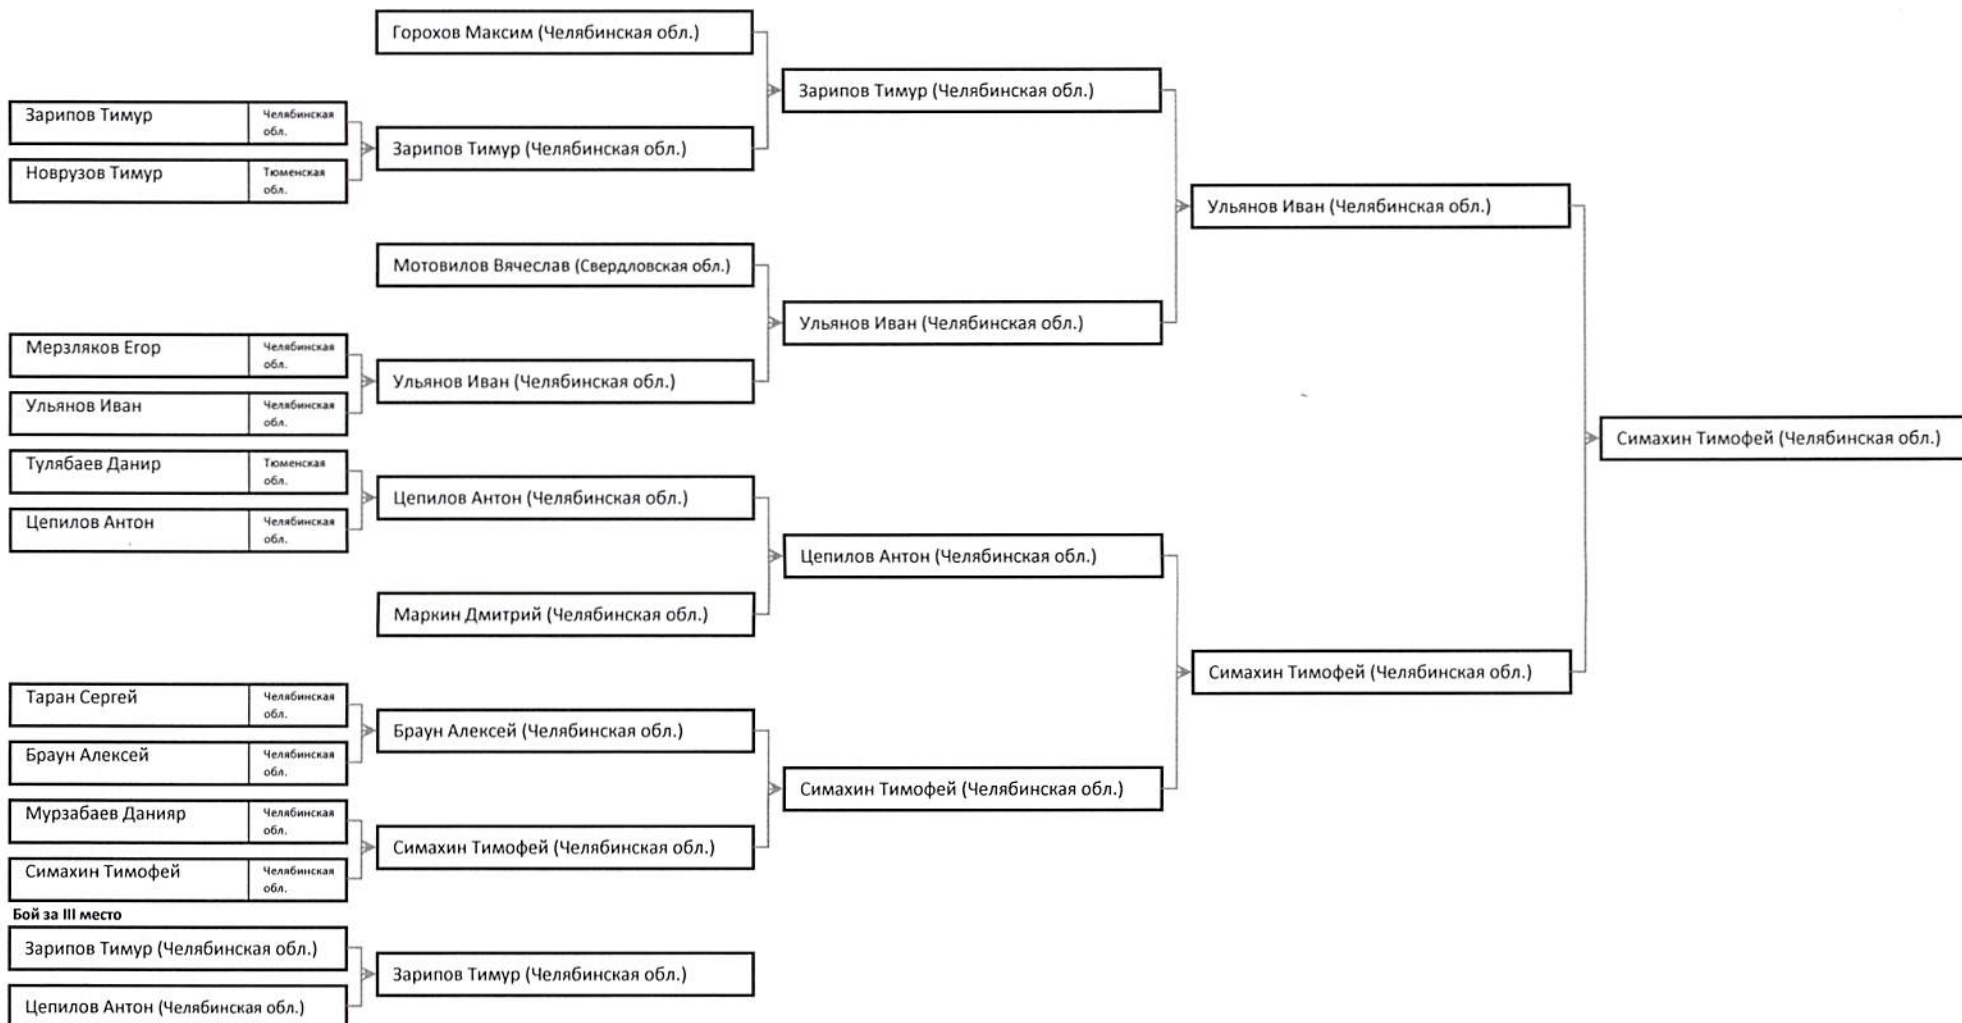 Горохов Максим (Челябинская обл.)
Зарипов Тимур (Челябинская обл.)
Зарипов Тимур
Челябинская
обл.
Зарипов Тимур (Челябинская обл.)
Новрузов Тимур
Тюменская
обл.
Ульянов Иван (Челябинская обл.)
Мотовилов Вячеслав (Свердловская обл.)
Ульянов Иван (Челябинская обл.)
Мерзляков Егор
Челябинская
обл.
Ульянов Иван (Челябинская обл.)
Ульянов Иван
Челябинская
обл.
Симахин Тимофей (Челябинская обл.)
Тулябаев Данир
Тюменская
обл.
Цепилов Антон (Челябинская обл.)
Цепилов Антон
Челябинская
обл.
Цепилов Антон (Челябинская обл.)
Маркин Дмитрий (Челябинская обл.)
Симахин Тимофей (Челябинская обл.)
Таран Сергей
Челябинская
обл.
Браун Алексей (Челябинская обл.)
Браун Алексей
Челябинская
обл.
Симахин Тимофей (Челябинская обл.)
Мурзабаев Данияр
Челябинская
обл.
Симахин Тимофей (Челябинская обл.)
Симахин Тимофей
Челябинская
обл.
Бой за III место
Зарипов Тимур (Челябинская обл.)
Зарипов Тимур (Челябинская обл.)
Цепилов Антон (Челябинская обл.)